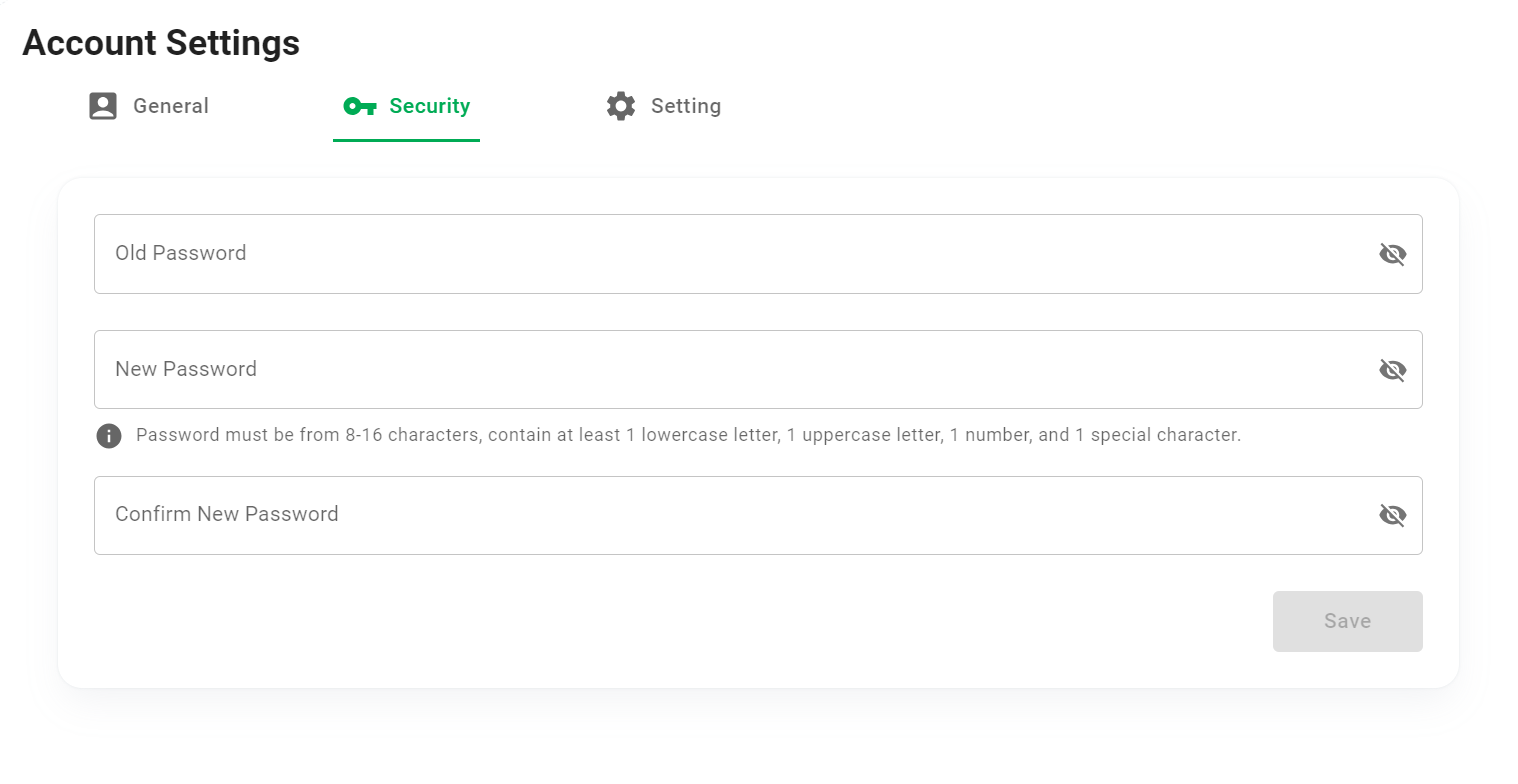 Account Settings
General
Security
Setting
Old Password
New Password
Password must be from 8-16 characters, contain at least 1 lowercase letter, 1 uppercase letter, 1 number, and 1 special character.
Confirm New Password
Save